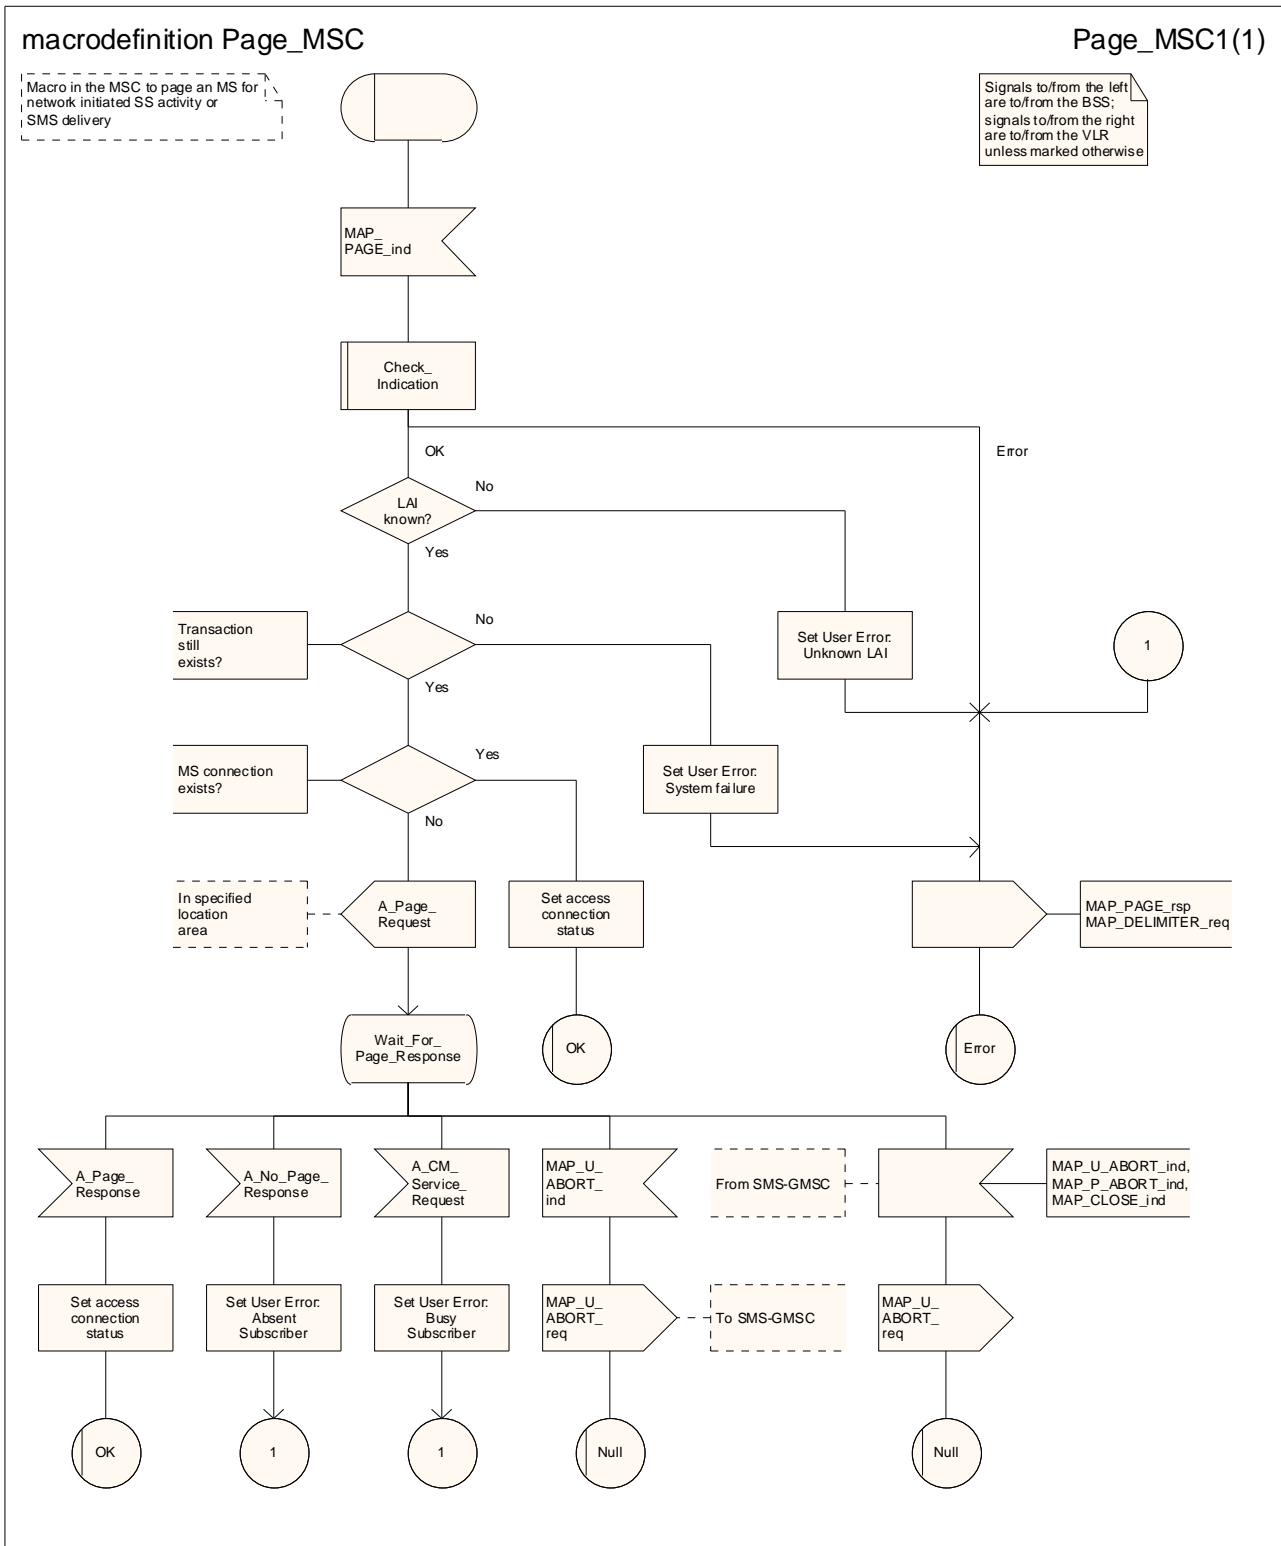 macrodefinition Page_MSC
Page_MSC1(1)
Macro in the MSC to page an MS for
network initiated SS activity or
SMS delivery
Signals to/from the left
are to/from the BSS;
signals to/from the right
are to/from the VLR
unless marked otherwise
MAP_
PAGE_ind
Check_
Indication
OK
Error
LAI
known?
No
Yes
Transaction
still
exists?
No
Yes
Set User Error:
Unknown LAI
1
MS connection
exists?
Yes
No
Set User Error:
System failure
In specified
location
area
A_Page_
Request
Set access
connection
status
MAP_PAGE_rsp
MAP_DELIMITER_req
Wait_For_
Page_Response
OK
Error
A_Page_
Response
A_No_Page_
Response
A_CM_
Service_
Request
MAP_U_
ABORT_
ind
From SMS-GMSC
MAP_U_ABORT_ind,
MAP_P_ABORT_ind,
MAP_CLOSE_ind
Set access
connection
status
Set User Error:
Absent
Subscriber
Set User Error:
Busy
Subscriber
MAP_U_
ABORT_
req
To SMS-GMSC
MAP_U_
ABORT_
req
OK
1
1
Null
Null